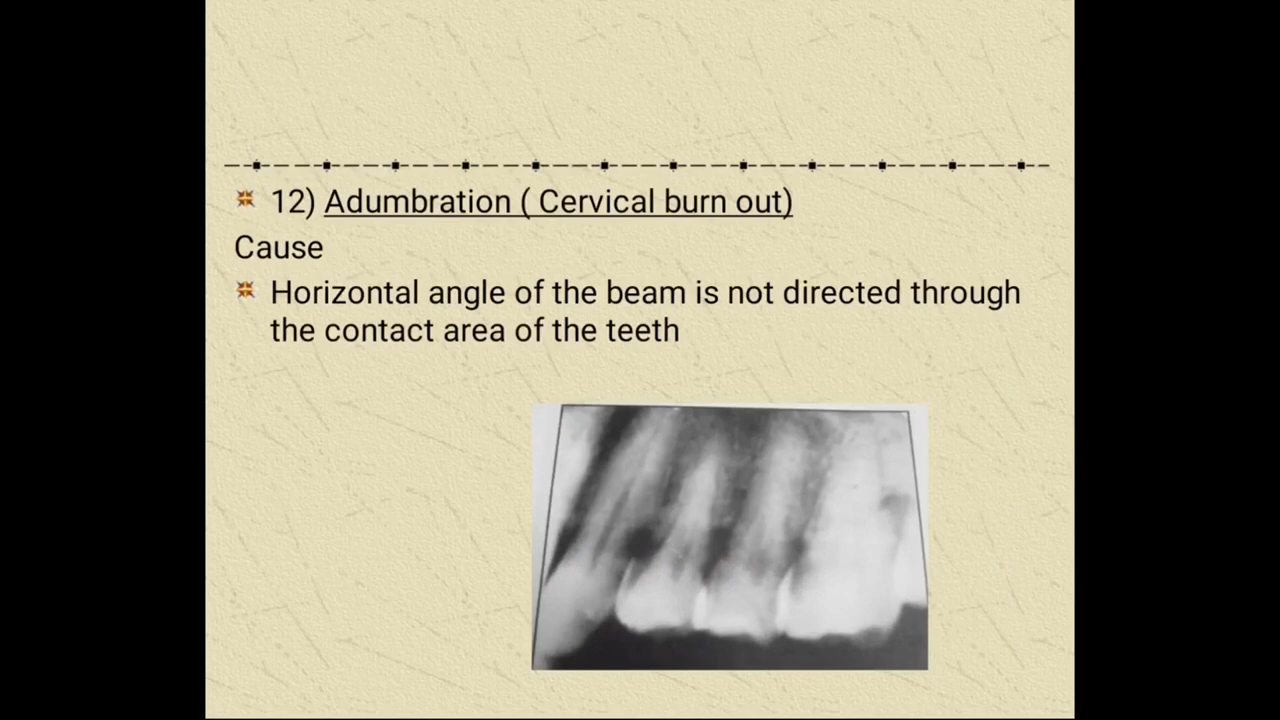 12) Adumbration ( Cervical burn out)
Cause
Horizontal angle of the beam is not directed through
the contact area of the teeth